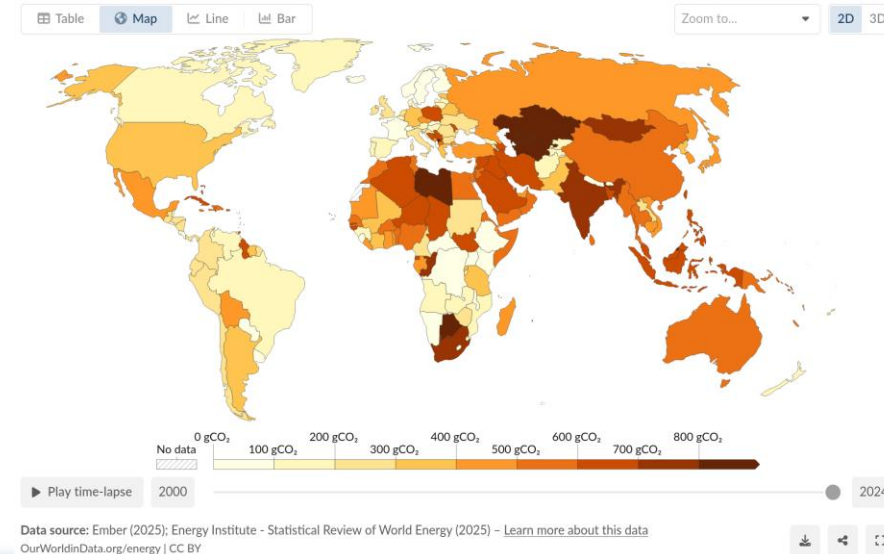 Table Map Line Bar Zoom to... 2D 3D
0 gCO₂ 200 gCO₂ 400 gCO₂ 600 gCO₂ 800 gCO₂
No data 100 gCO₂ 300 gCO₂ 500 gCO₂ 700 gCO₂
Play time-lapse 2000 2024
Data source: Ember (2025); Energy Institute - Statistical Review of World Energy (2025) – Learn more about this data
OurWorldinData.org/energy | CC BY